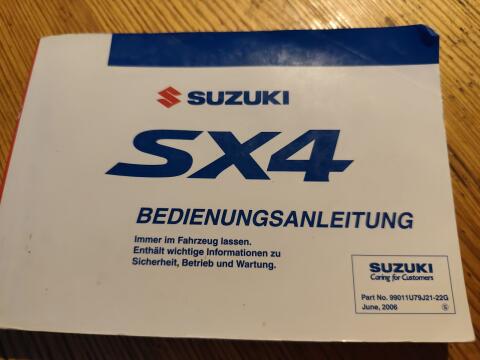 SUZUKI
SX4
BEDIENUNGSANLEITUNG
Immer im Fahrzeug lassen.
Enthält wichtige Informationen zu
Sicherheit, Betrieb und Wartung.
SUZUKI
Caring for Customers
Part No. 99011U79J21-22G
June, 2006